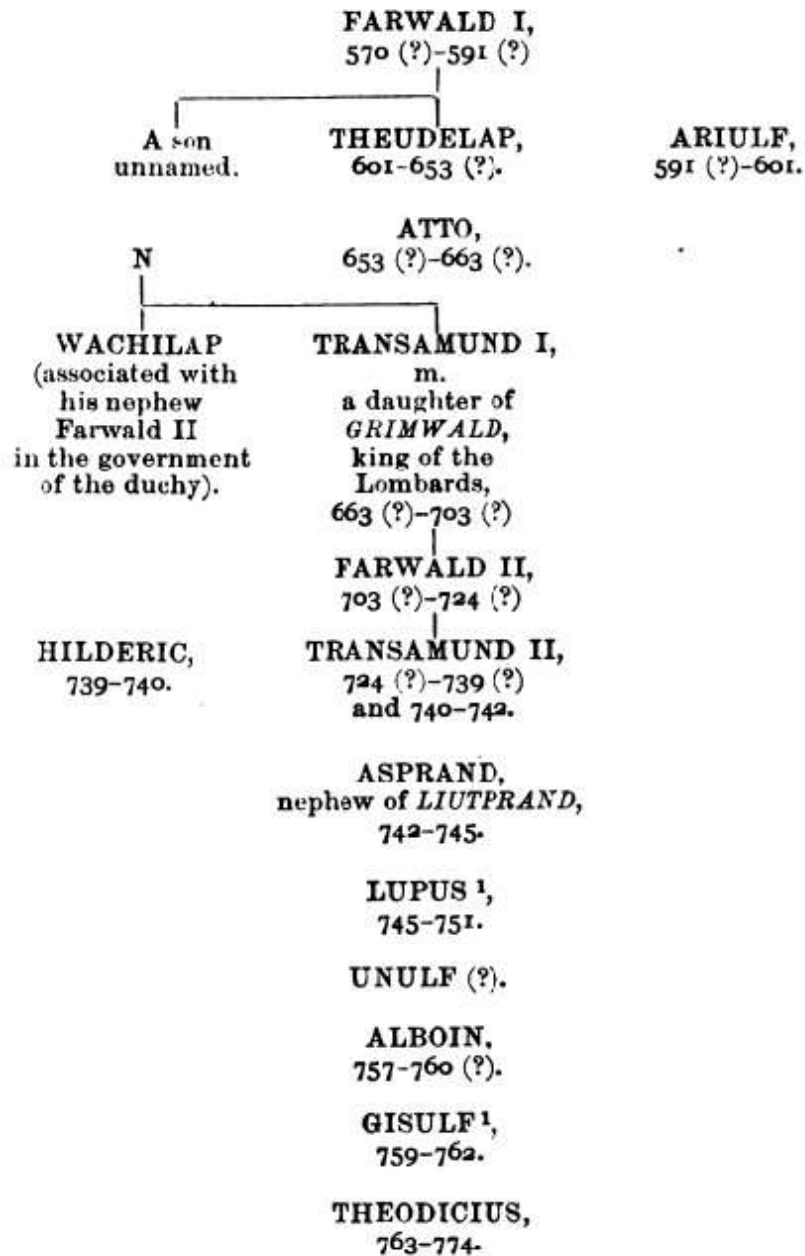 FARWALD I,
570 (?)-591 (?)
A son
unnamed.
THEUDELAP,
601-653 (?).
ARIULF,
591 (?)-601.
ATTO,
653 (?)-663 (?).
N
WACHILAP
(associated with
his nephew
Farwald II
in the government
of the duchy).
TRANSAMUND I,
m.
a daughter of
GRIMWALD,
king of the
Lombards,
663 (?)-703 (?)
FARWALD II,
703 (?)-724 (?)
HILDERIC,
739-740.
TRANSAMUND II,
724 (?)-739 (?)
and 740-742.
ASPRAND,
nephew of LIUTPRAND,
742-745.
LUPUS ¹,
745-751.
UNULF (?).
ALBOIN,
757-760 (?).
GISULF ¹,
759-762.
THEODICIUS,
763-774.